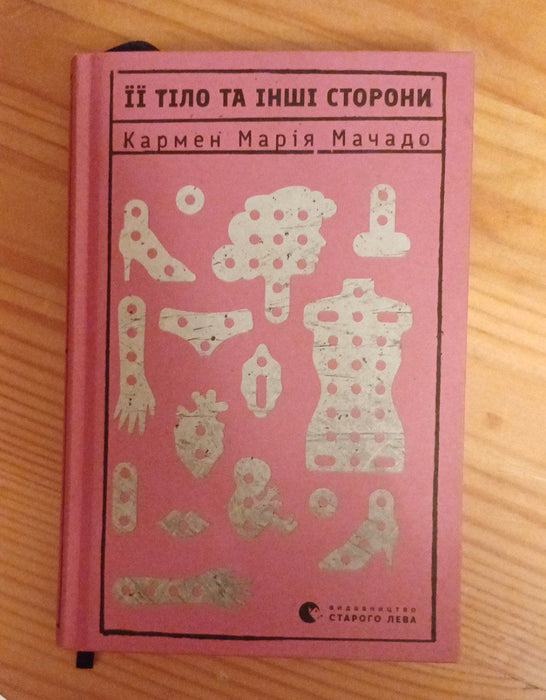 ЇЇ ТІЛО ТА ІНШІ СТОРОНИ
Кармен Марія Мачадо
ВИДАВНИЦТВО
СТАРОГО ЛЕВА